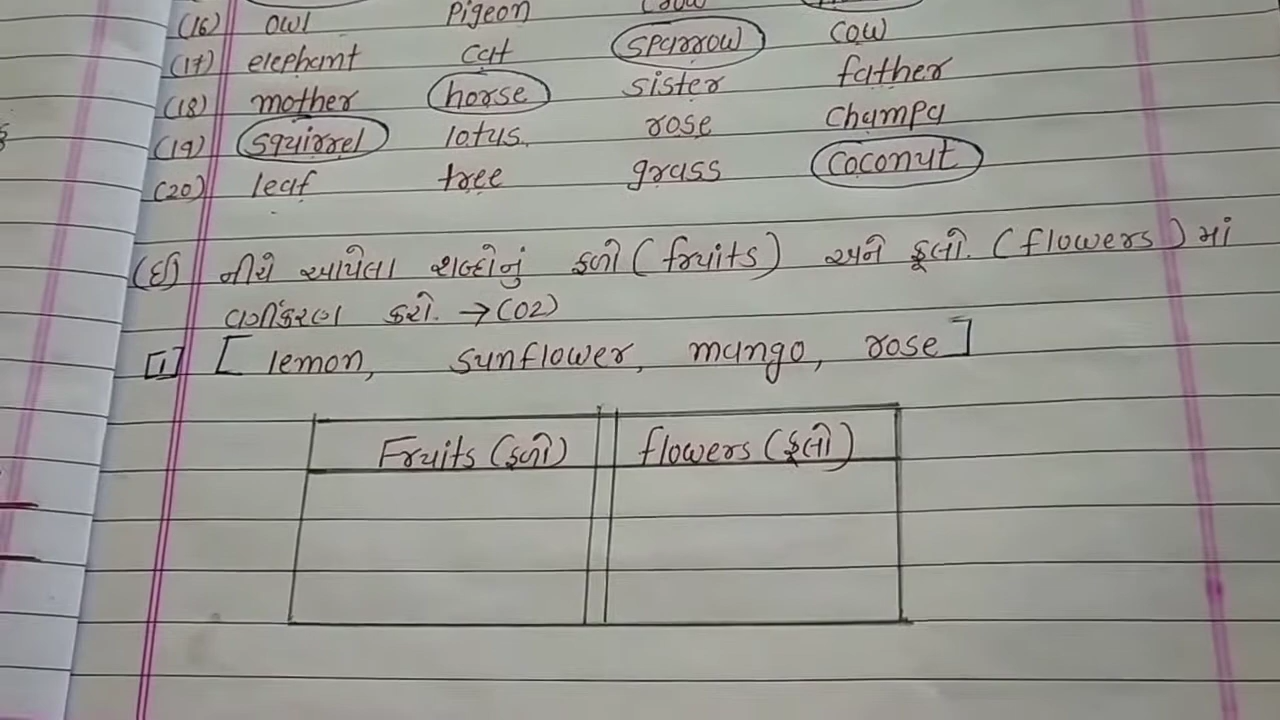 (16) owl Pigeon
(17) elephant cat sparrow cow
(18) mother horse sister father
(19) squirrel lotus. rose champa
(20) leaf tree grass coconut
(ઈ) નીચે આપેલા શબ્દોનું ફળો (fruits) અને ફૂલો. (flowers) માં
વર્ગીકરણ કરો. → (02)
[1] [ lemon, sunflower, mango, rose ]
Fruits (ફળો) flowers (ફૂલો)